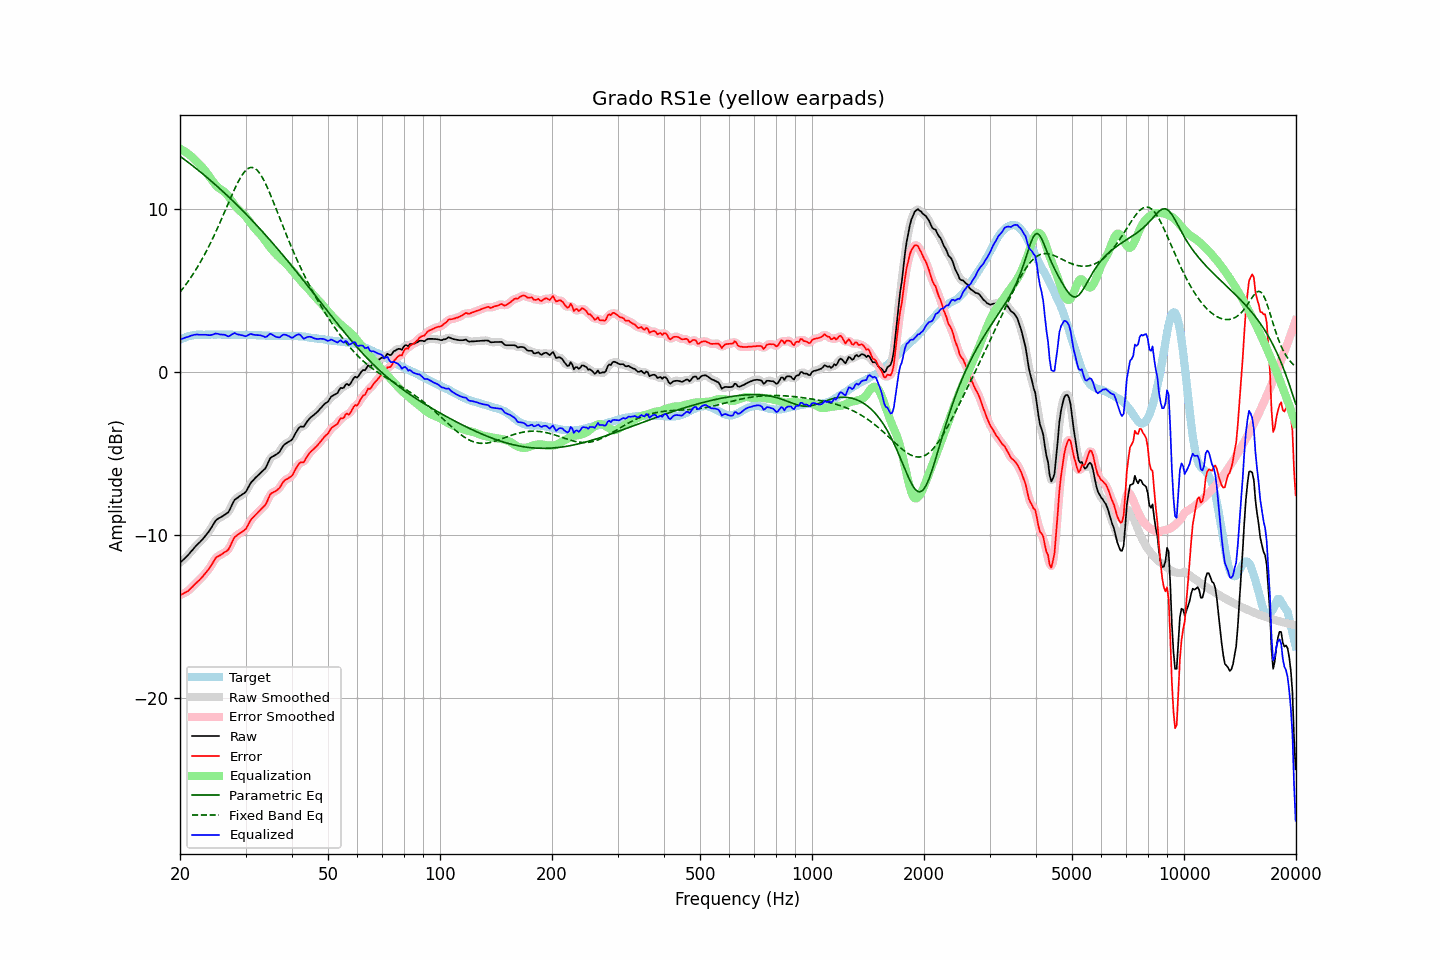 Grado RS1e (yellow earpads)
Amplitude (dBr)
10
0
−10
−20
Target
Raw Smoothed
Error Smoothed
Raw
Error
Equalization
Parametric Eq
Fixed Band Eq
Equalized
20 50 100 200 500 1000 2000 5000 10000 20000
Frequency (Hz)